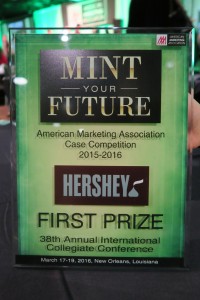 MINT
YOUR
FUTURE
American Marketing Association
Case Competition
2015-2016
HERSHEY
FIRST PRIZE
38th Annual International
Collegiate Conference
March 17-19, 2016, New Orleans, Louisiana